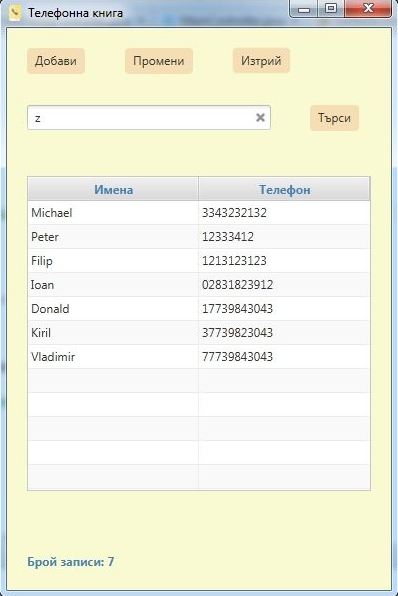 Телефонна книга
Добави Промени Изтрий
z Търси
Имена Телефон
Michael 3343232132
Peter 12333412
Filip 1213123123
Ioan 02831823912
Donald 17739843043
Kiril 37739823043
Vladimir 77739843043
Брой записи: 7